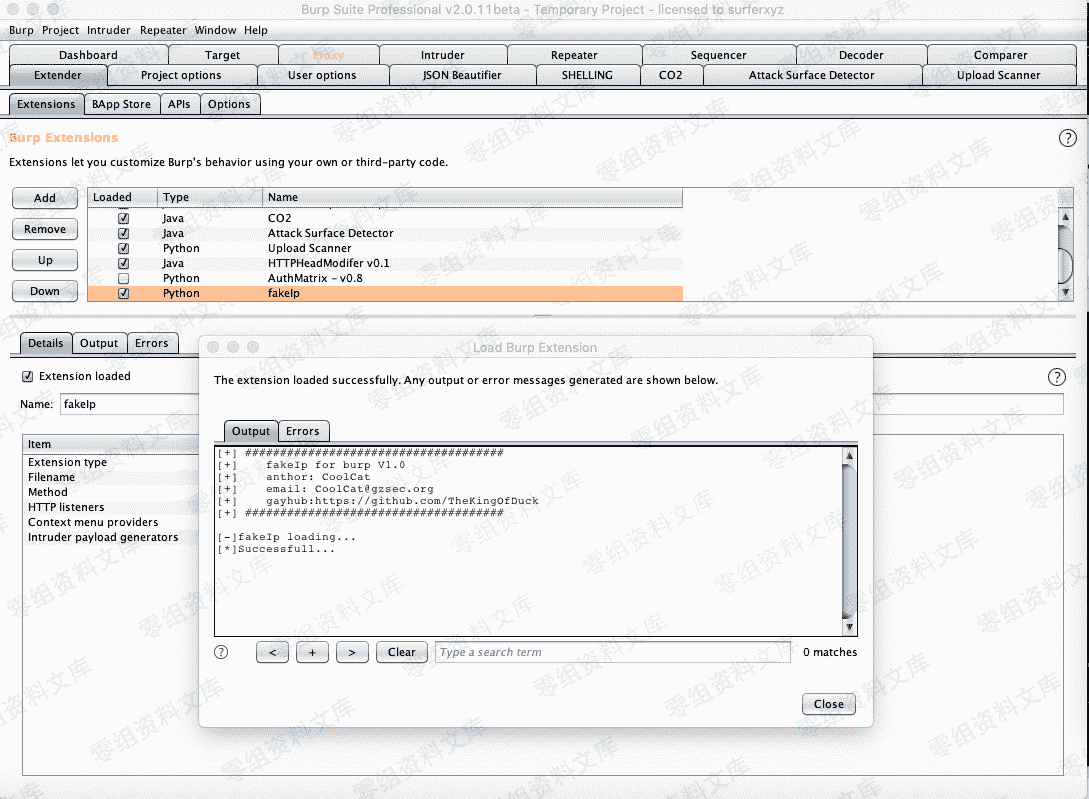 Burp Suite Professional v2.0.11beta - Temporary Project - licensed to surferxyz
Burp Project Intruder Repeater Window Help
Dashboard Target Proxy Intruder Repeater Sequencer Decoder Comparer
Extender Project options User options JSON Beautifier SHELLING CO2 Attack Surface Detector Upload Scanner
Extensions BApp Store APIs Options
Burp Extensions
?
Extensions let you customize Burp's behavior using your own or third-party code.
Add
Remove
Up
Down
Loaded Type Name
Java CO2
Java Attack Surface Detector
Python Upload Scanner
Java HTTPHeadModifer v0.1
Python AuthMatrix - v0.8
Python fakeIp
Details Output Errors
Extension loaded
?
Name: fakeIp
Item
Extension type
Filename
Method
HTTP listeners
Context menu providers
Intruder payload generators
Load Burp Extension
The extension loaded successfully. Any output or error messages generated are shown below.
Output Errors
[+] ####################################
[+] fakeIp for burp V1.0
[+] anthor: CoolCat
[+] email: CoolCat@gzsec.org
[+] gayhub:https://github.com/TheKingOfDuck
[+] ####################################
[-]fakeIp loading...
[*]Successfull...
? < + > Clear Type a search term 0 matches
Close
零组资料文库